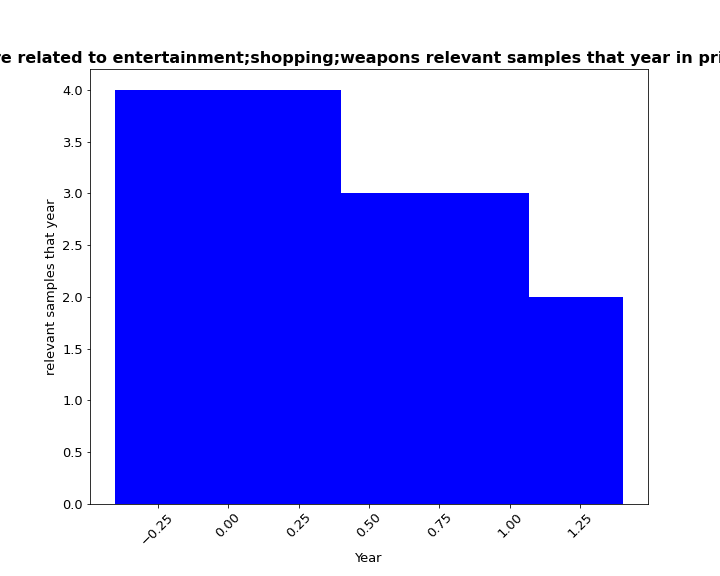 related to entertainment;shopping;weapons relevant samples that year in
4.0
3.5
3.0
2.5
2.0
1.5
1.0
0.5
0.0
relevant samples that year
−0.25 0.00 0.25 0.50 0.75 1.00 1.25
Year